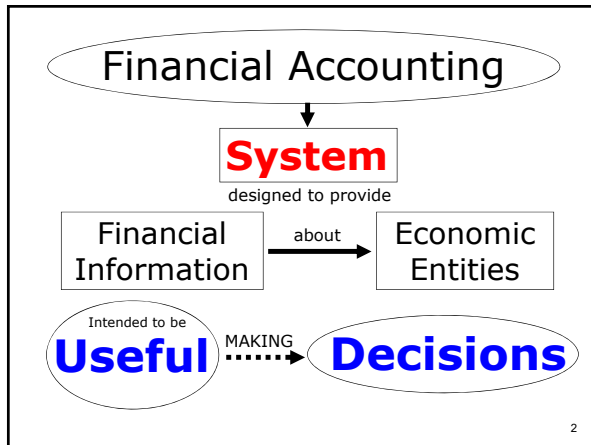 Financial Accounting
System
designed to provide
Financial
Information
about
Economic
Entities
Intended to be
Useful
MAKING
Decisions
2